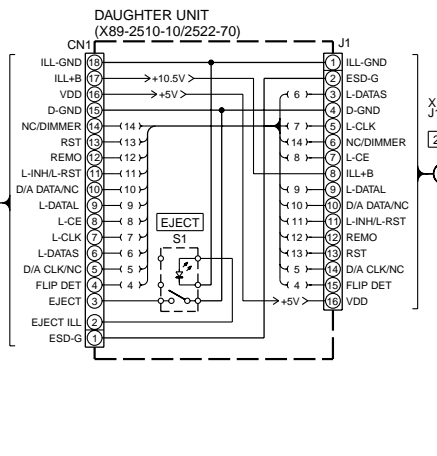 DAUGHTER UNIT
(X89-2510-10/2522-70)
CN1 J1
ILL-GND 18 1 ILL-GND
ILL+B 17 +10.5V 2 ESD-G
VDD 16 +5V 6 3 L-DATAS
D-GND 15 4 D-GND
NC/DIMMER 14 14 7 5 L-CLK
RST 13 13 14 6 NC/DIMMER
REMO 12 12 8 7 L-CE
L-INH/L-RST 11 11 8 ILL+B
D/A DATA/NC 10 10 9 9 L-DATAL
L-DATAL 9 9 10 10 D/A DATA/NC
L-CE 8 8 EJECT 11 11 L-INH/L-RST
L-CLK 7 7 S1 12 12 REMO
L-DATAS 6 6 13 13 RST
D/A CLK/NC 5 5 5 14 D/A CLK/NC
FLIP DET 4 4 4 15 FLIP DET
EJECT 3 +5V 16 VDD
EJECT ILL 2
ESD-G 1
X
J1
2